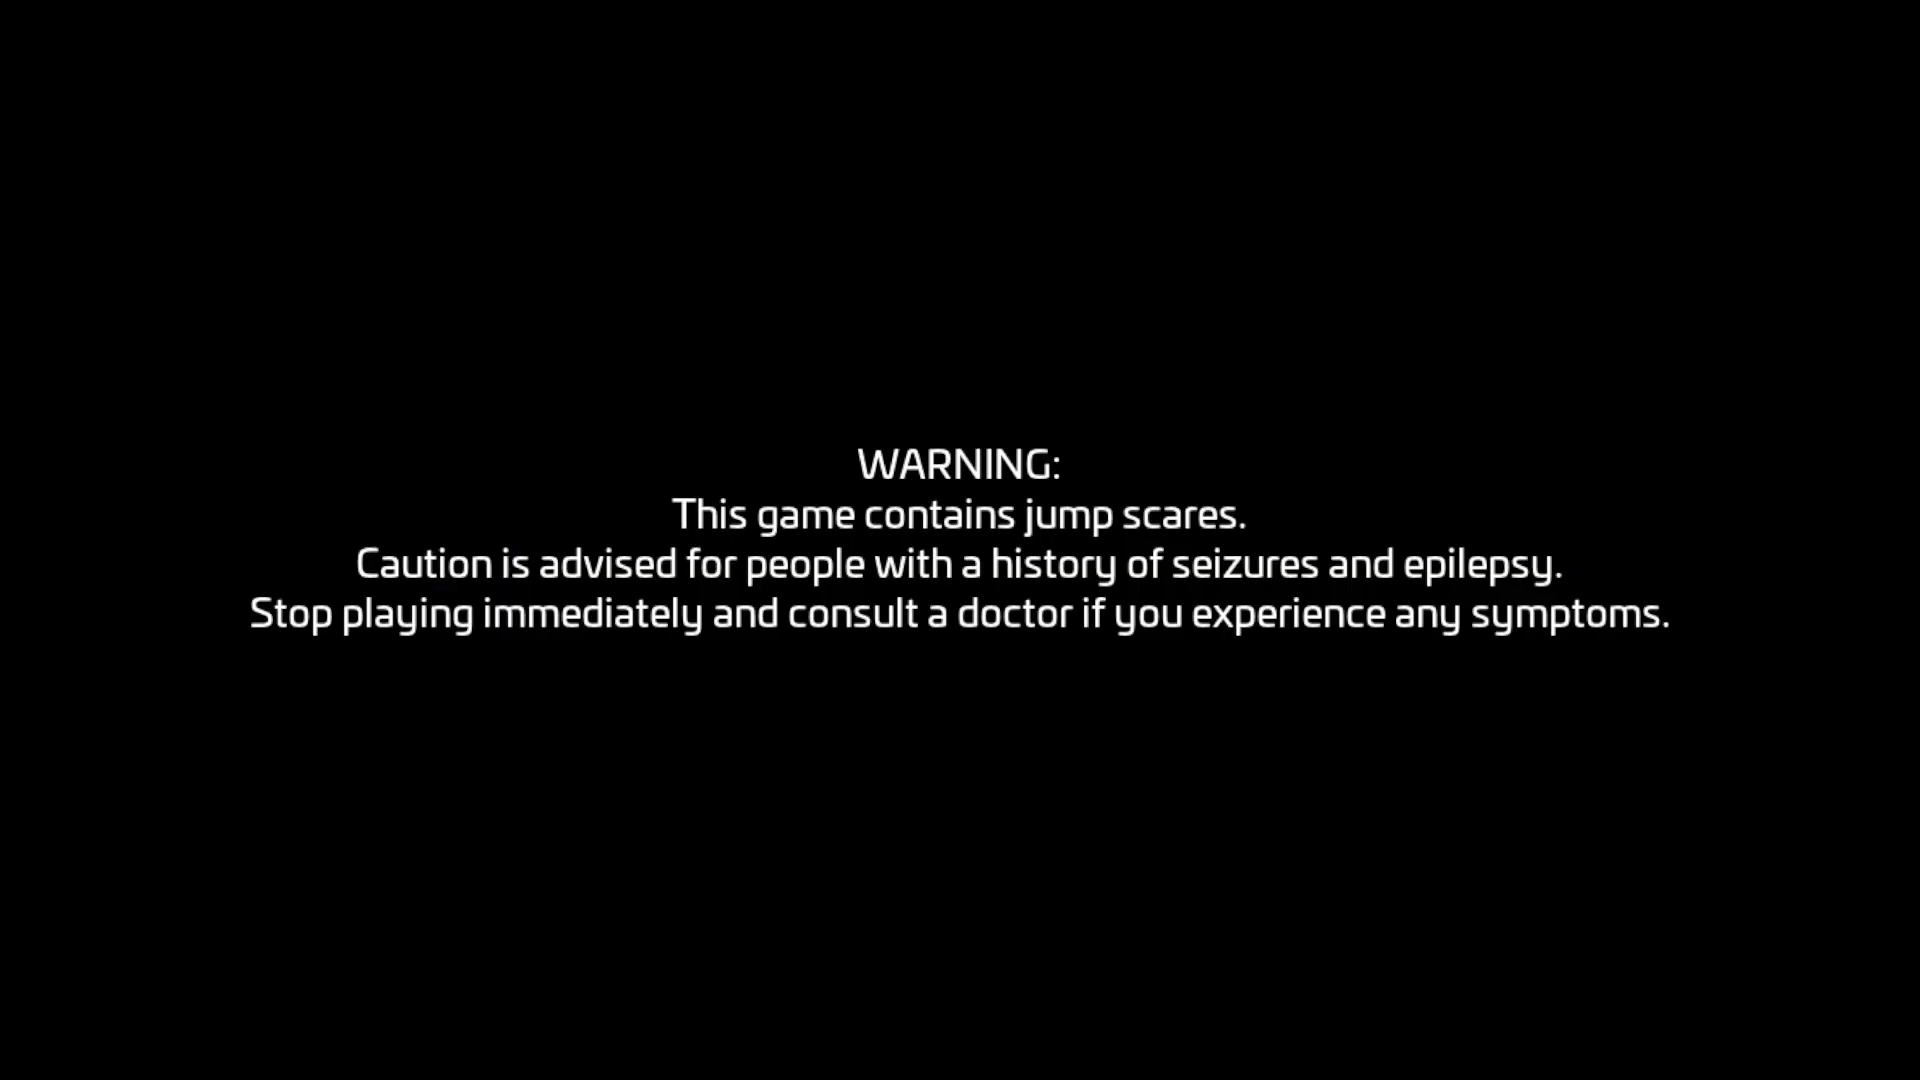 WARNING:
This game contains jump scares.
Caution is advised for people with a history of seizures and epilepsy.
Stop playing immediately and consult a doctor if you experience any symptoms.